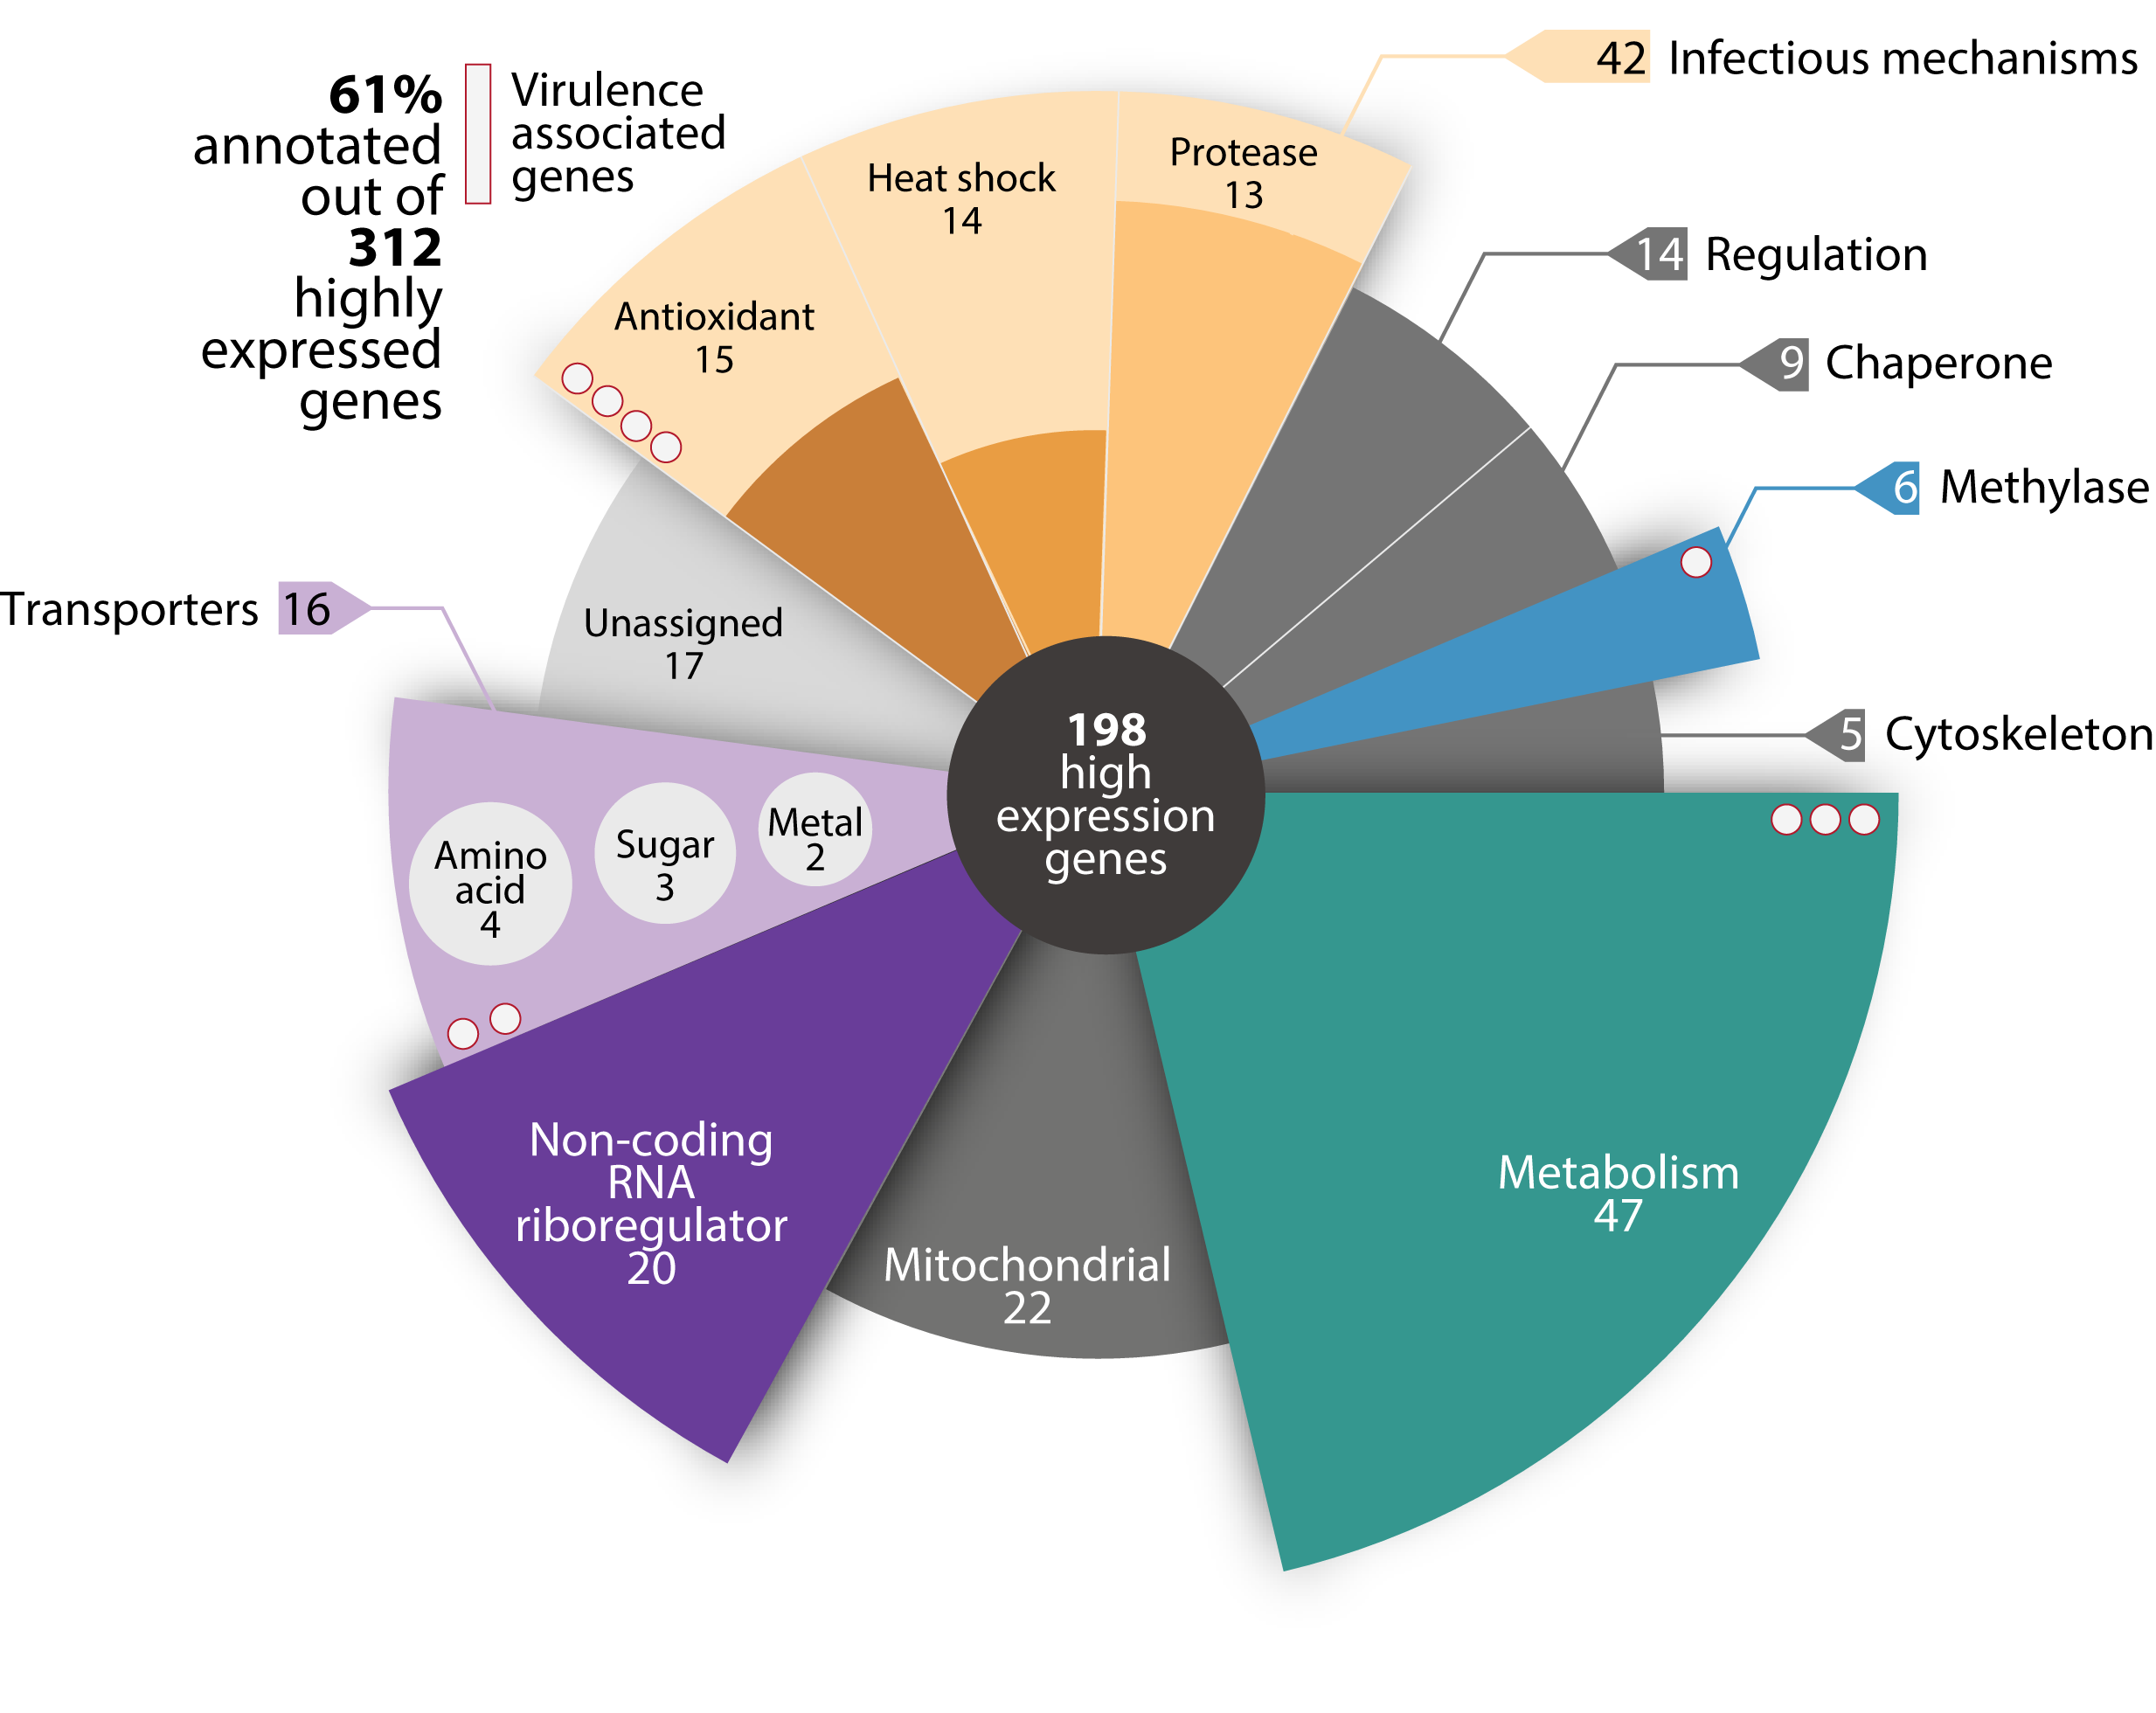 61%
annotated
out of
312
highly
expressed
genes
Virulence
associated
genes
42 Infectious mechanisms
Protease
13
Heat shock
14
Antioxidant
15
14 Regulation
9 Chaperone
6 Methylase
Transporters 16
Unassigned
17
5 Cytoskeleton
198
high
expression
genes
Metal
2
Sugar
3
Amino
acid
4
Non-coding
RNA
riboregulator
20
Metabolism
47
Mitochondrial
22